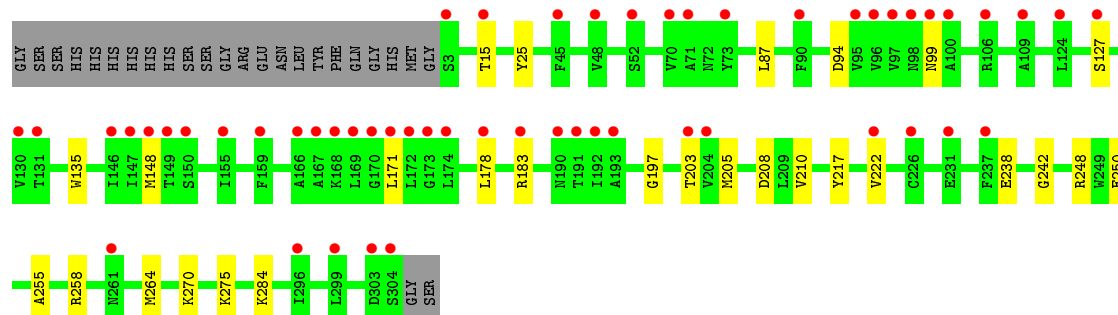 GLY SER SER HIS HIS HIS HIS HIS HIS SER SER GLY ARG GLU ASN LEU TYR PHE GLN GLY HIS MET GLY S3 T15 Y25 F45 V48 S52 V70 A71 N72 Y73 L87 F90 D94 V95 V96 V97 N98 N99 A100 R106 A109 L124 S127
V130 T131 W135 I146 I147 M148 T149 S150 I155 F159 A166 A167 K168 L169 G170 L171 L172 G173 L174 L178 R183 N190 T191 I192 A193 G197 T203 V204 M205 D208 L209 V210 Y217 V222 C226 E231 F237 E238 G242 R248 W249
A255 R258 N261 M264 K270 K275 K284 I296 L299 D303 S304 GLY SER